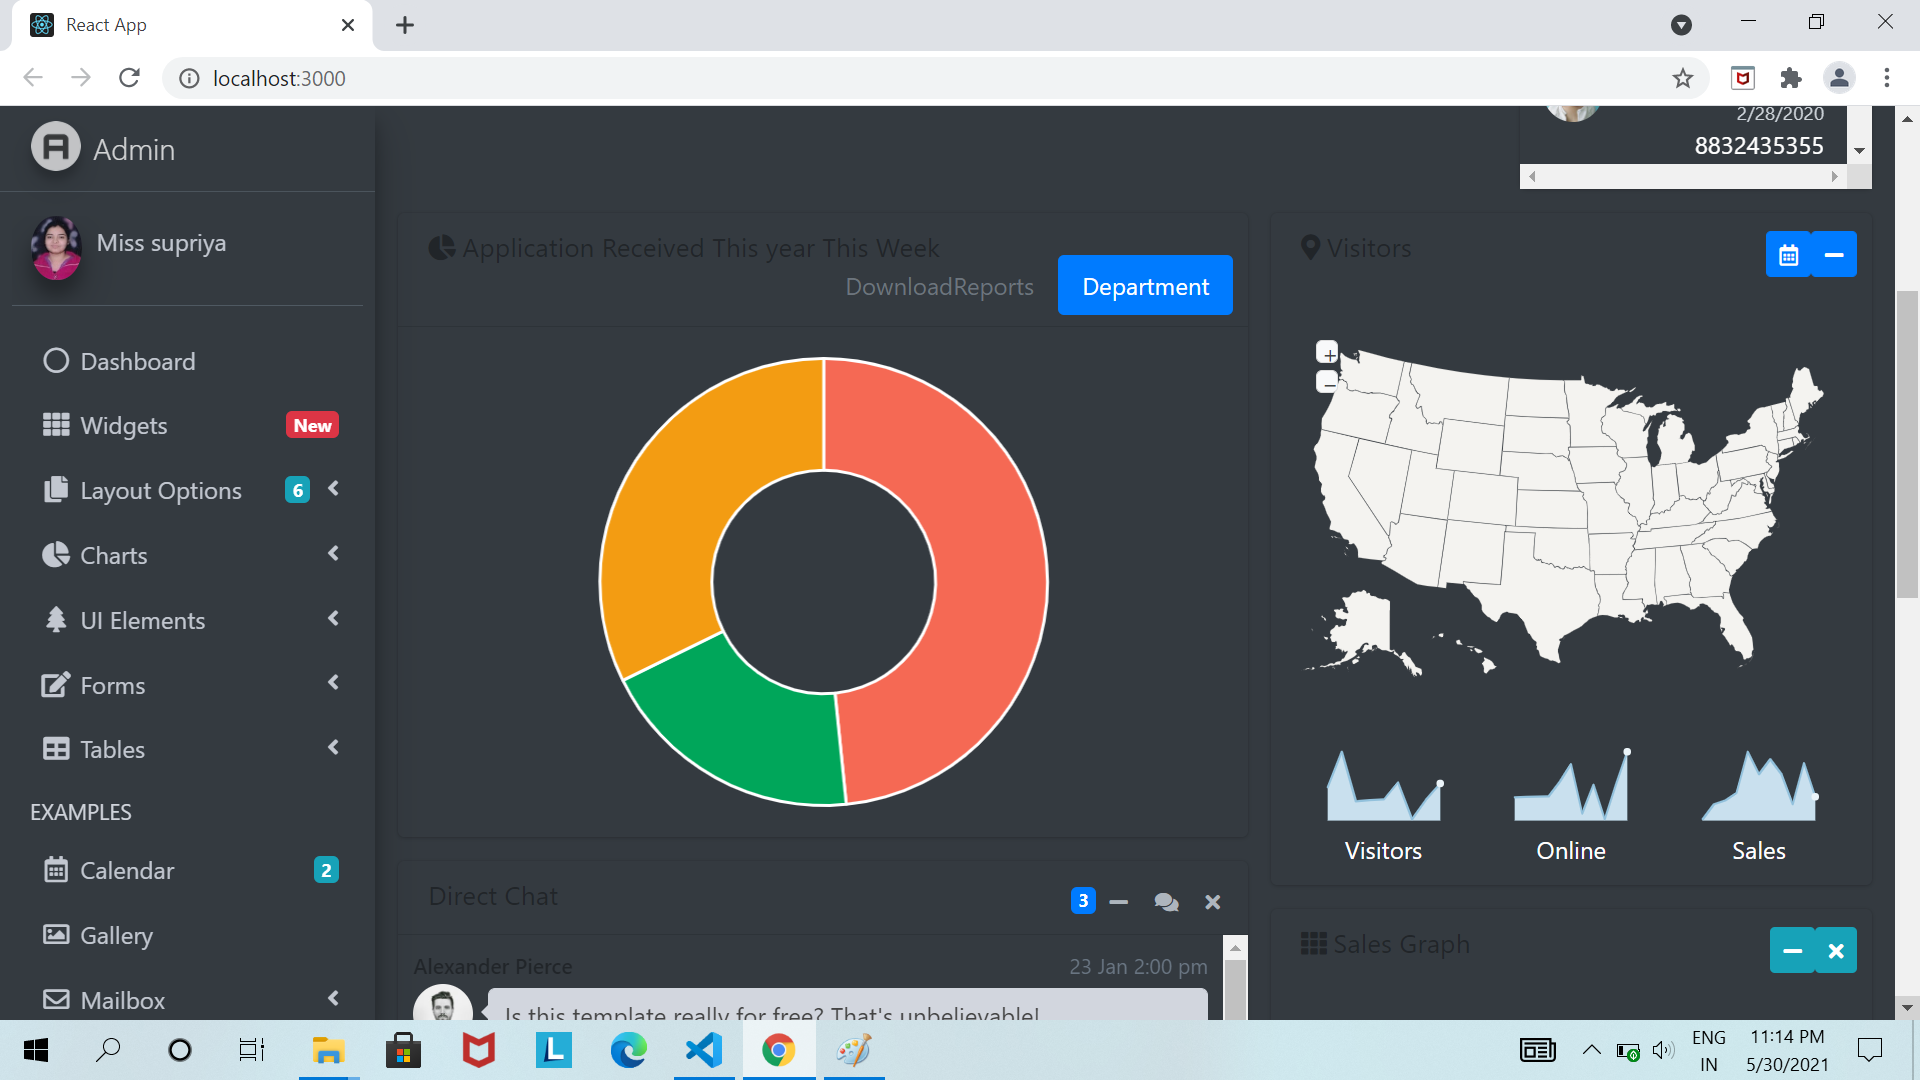 React App
localhost:3000
Admin
2/28/2020
8832435355
Miss supriya
Application Received This year This Week
DownloadReports
Department
Visitors
+
−
Dashboard
Widgets
New
Layout Options
6
Charts
UI Elements
Forms
Tables
EXAMPLES
Calendar
2
Gallery
Mailbox
Visitors
Online
Sales
Direct Chat
3
Alexander Pierce
23 Jan 2:00 pm
Is this template really for free? That's unbelievable!
Sales Graph
L
ENG
IN
11:14 PM
5/30/2021